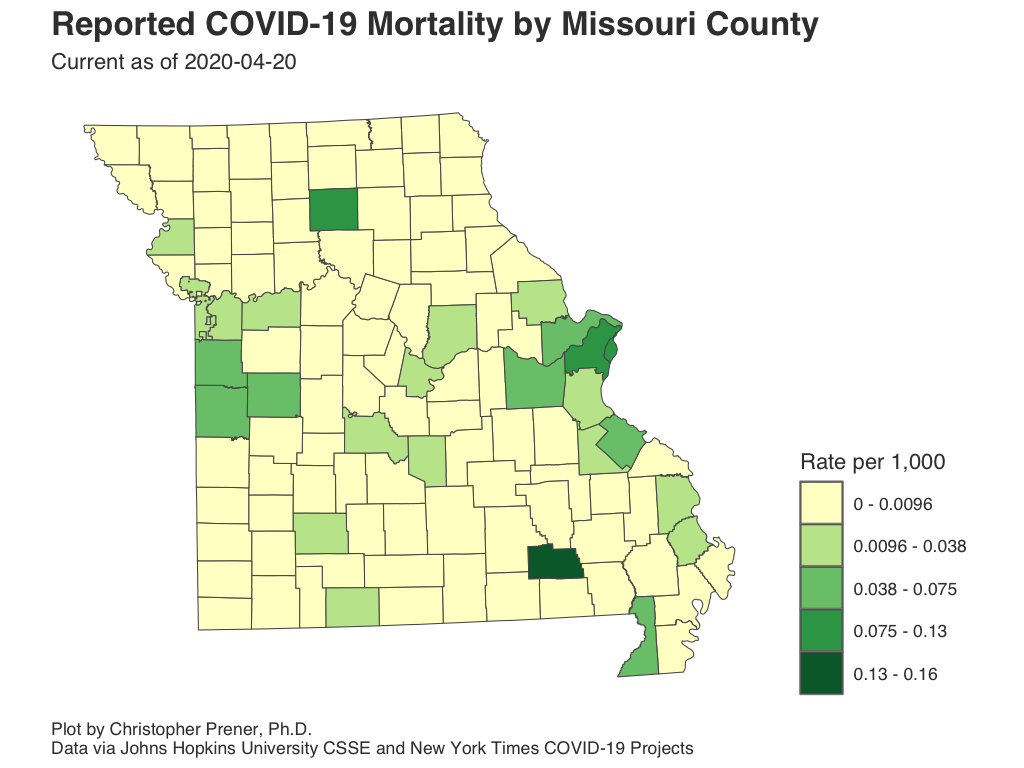 Reported COVID-19 Mortality by Missouri County
Current as of 2020-04-20
Rate per 1,000
0 - 0.0096
0.0096 - 0.038
0.038 - 0.075
0.075 - 0.13
0.13 - 0.16
Plot by Christopher Prener, Ph.D.
Data via Johns Hopkins University CSSE and New York Times COVID-19 Projects